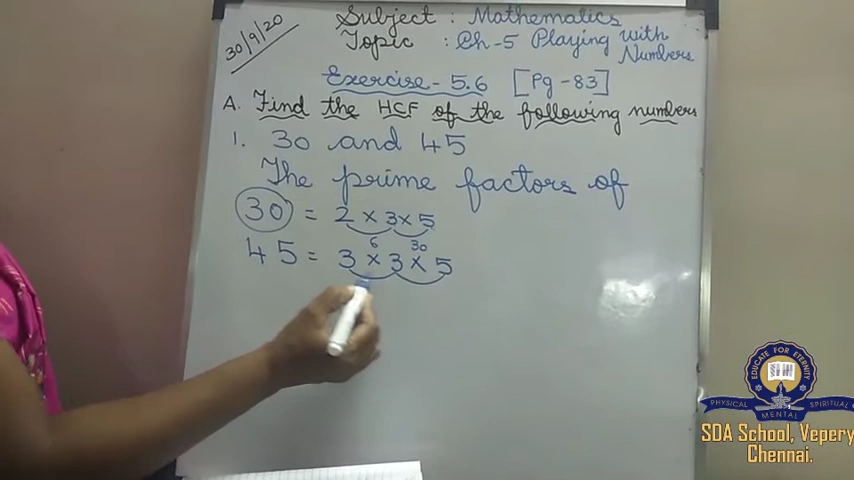 30/9/20
Subject : Mathematics
Topic : Ch-5 Playing with
Numbers
Exercise - 5.6 [Pg -83]
A. Find the HCF of the following numbers
1. 30 and 45
The prime factors of
30 = 2 × 3 × 5
6 30
45 = 3 × 3 × 5
EDUCATE FOR ETERNITY
PHYSICAL MENTAL SPIRITUAL
SDA School, Vepery
Chennai.